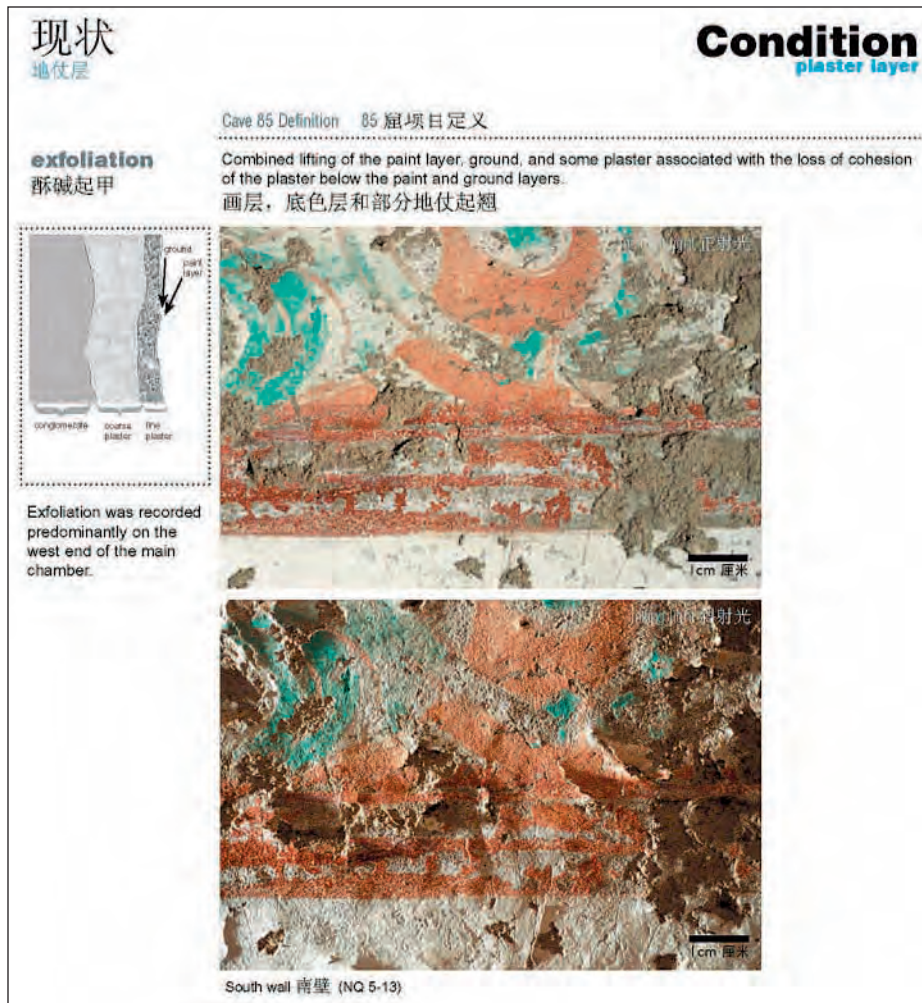 现状
地仗层
Condition
plaster layer
Cave 85 Definition 85 窟项目定义
exfoliation
酥碱起甲
Combined lifting of the paint layer, ground, and some plaster associated with the loss of cohesion
of the plaster below the paint and ground layers.
画层，底色层和部分地仗起翘
ground
paint
layer
conglomerate
coarse
plaster
fine
plaster
Exfoliation was recorded
predominantly on the
west end of the main
chamber.
正射光
1cm 厘米
射光
1cm 厘米
South wall 南壁 (NQ 5-13)